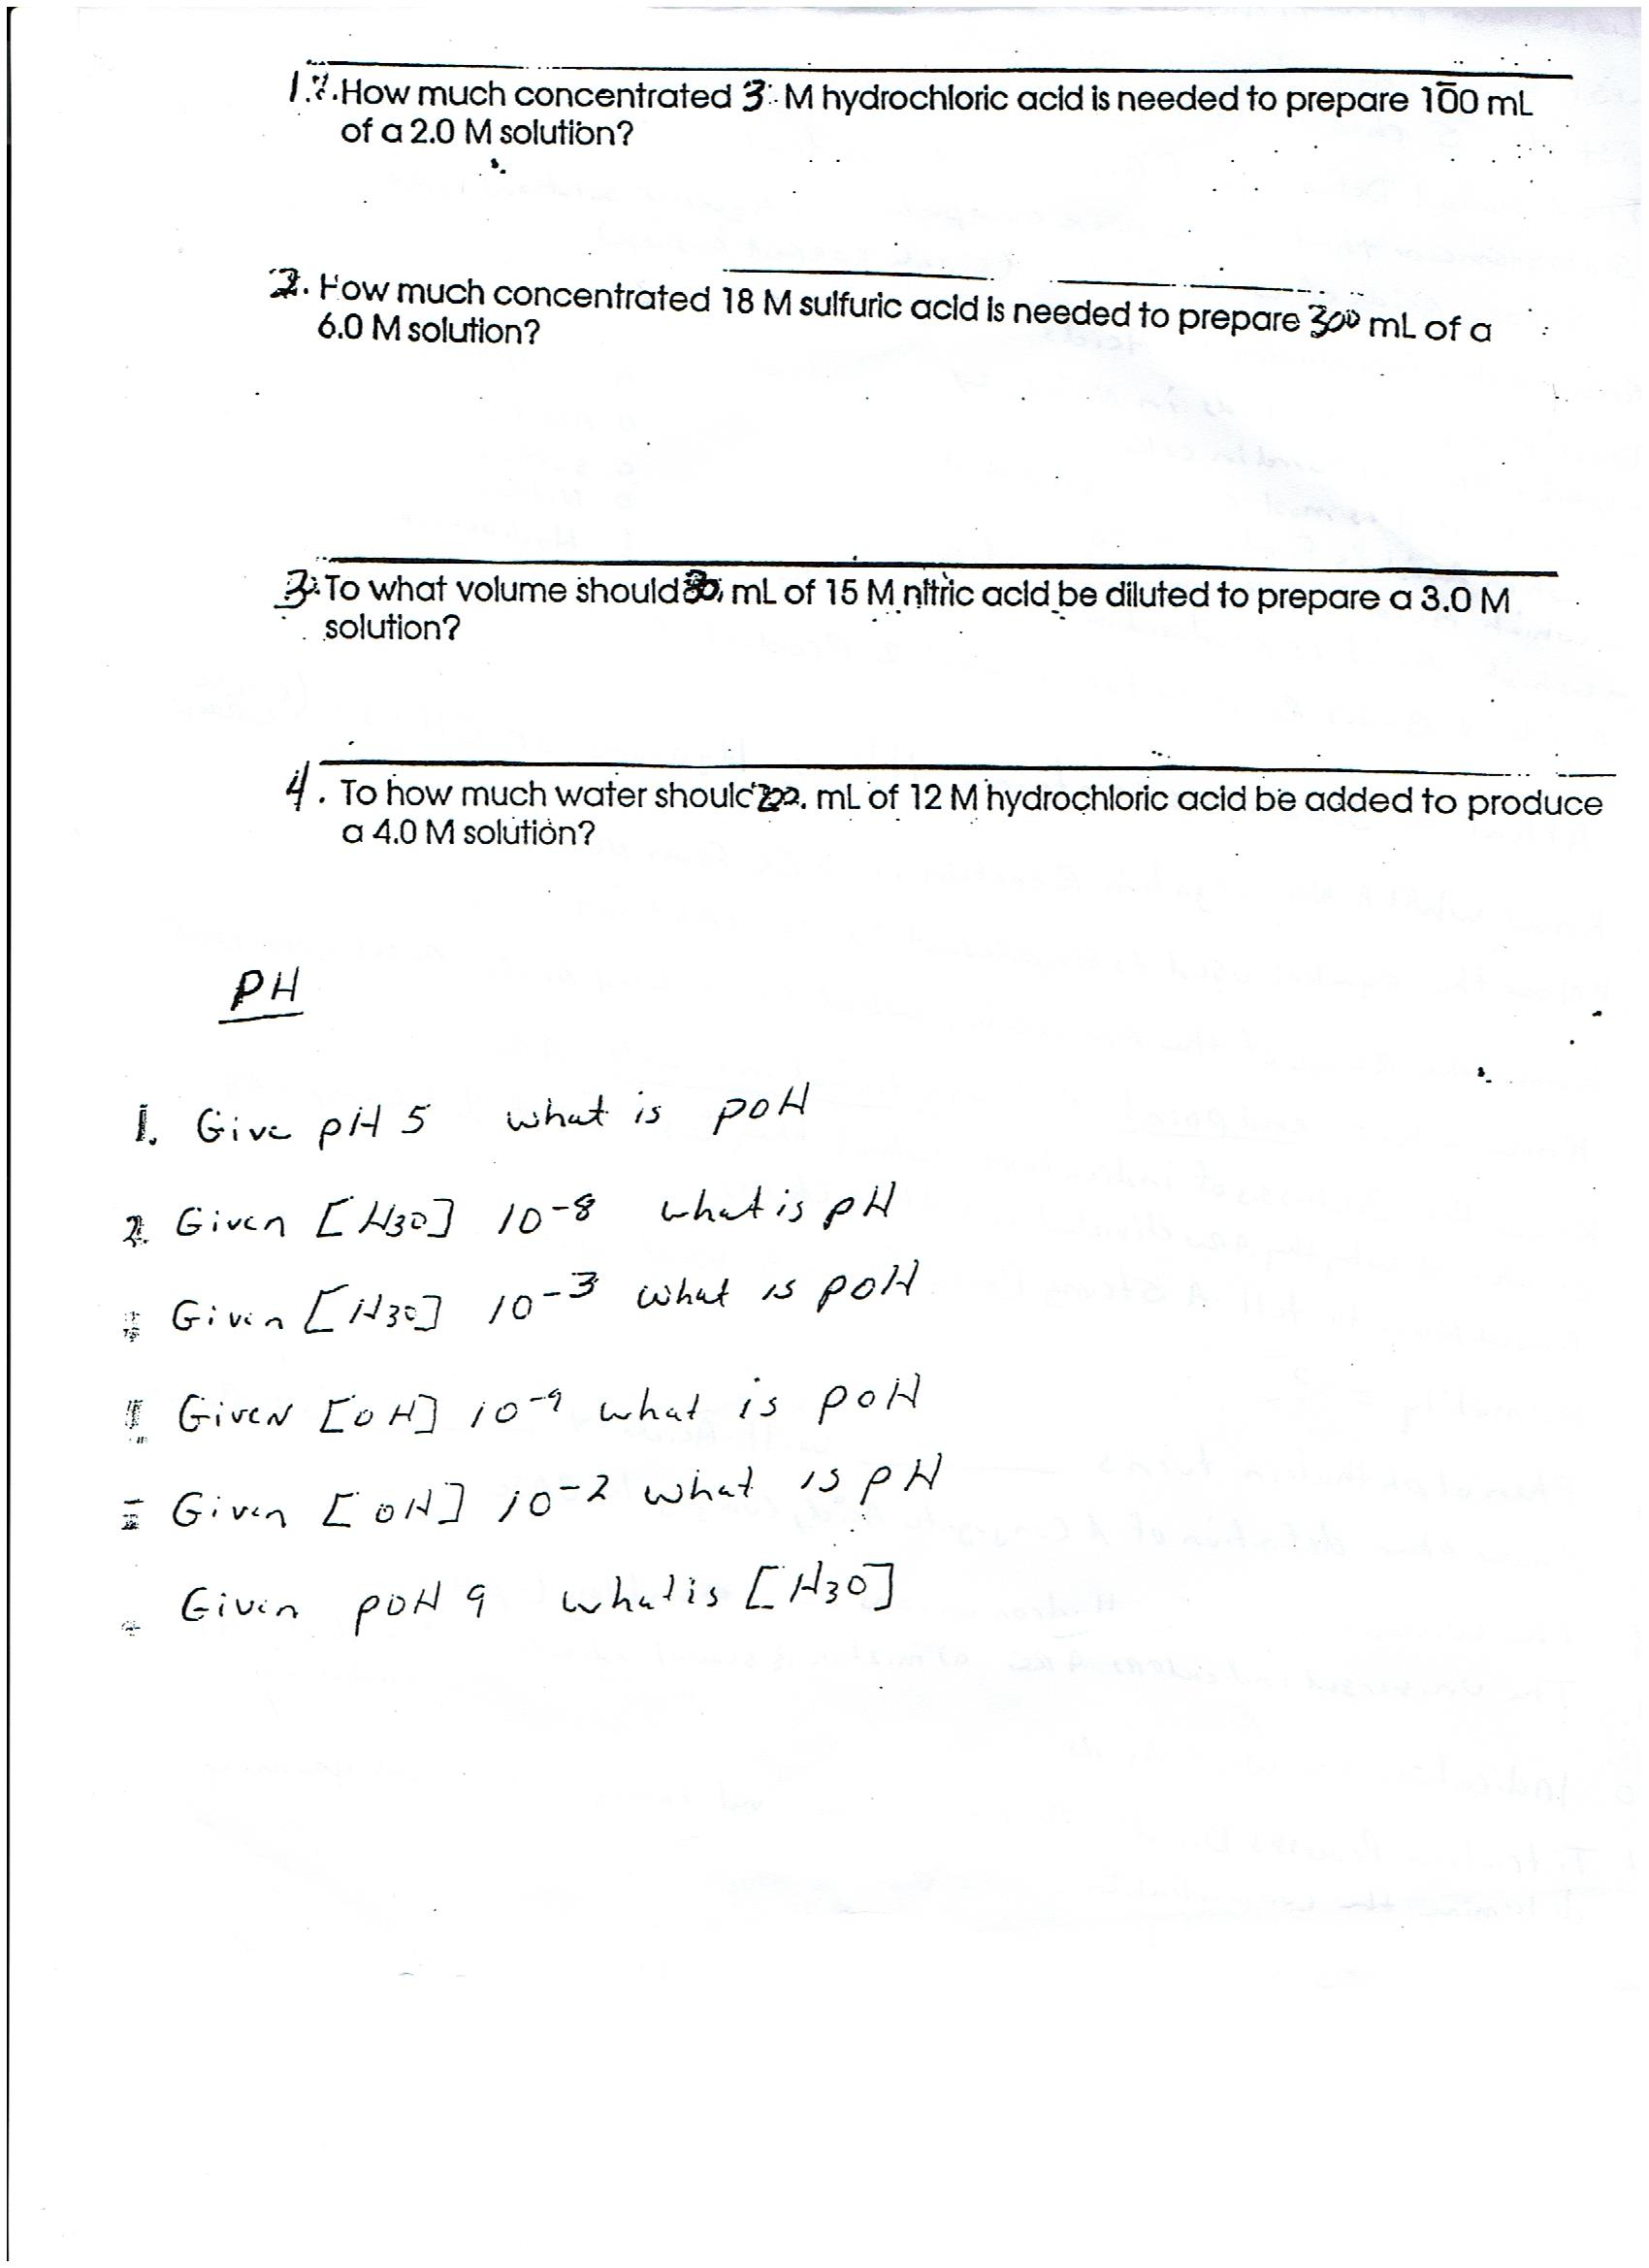 1. How much concentrated 3 M hydrochloric acid is needed to prepare 100 mL
of a 2.0 M solution?
2. How much concentrated 18 M sulfuric acid is needed to prepare 300 mL of a
6.0 M solution?
3. To what volume should 30 mL of 15 M nitric acid be diluted to prepare a 3.0 M
solution?
4. To how much water should 200. mL of 12 M hydrochloric acid be added to produce
a 4.0 M solution?
PH
1. Give pH 5 what is pOH
2. Given [H3O] 10-8 what is pH
Given [H3O] 10-3 what is pOH
Given [OH] 10-9 what is pOH
Given [OH] 10-2 what is pH
Given pOH 9 what is [H3O]